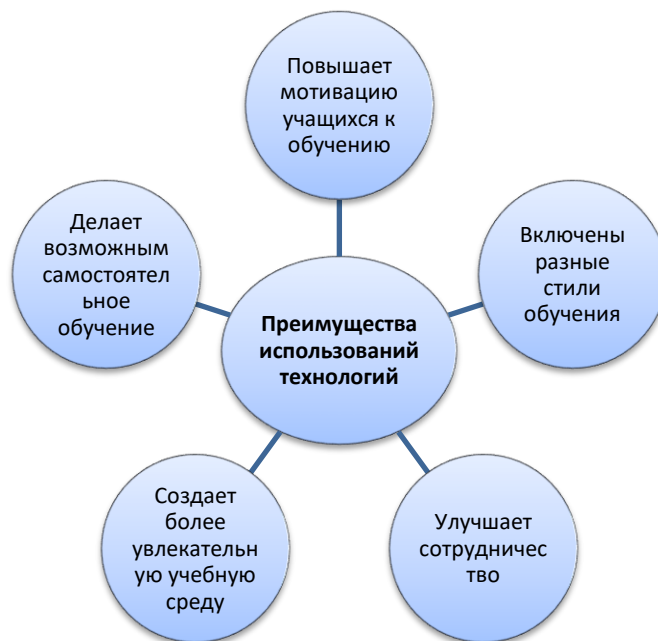 Повышает
мотивацию
учащихся к
обучению
Делает
возможным
самостоятел
ьное
обучение
Включены
разные
стили
обучения
Преимущества
использований
технологий
Создает
более
увлекательн
ую учебную
среду
Улучшает
сотрудничес
тво